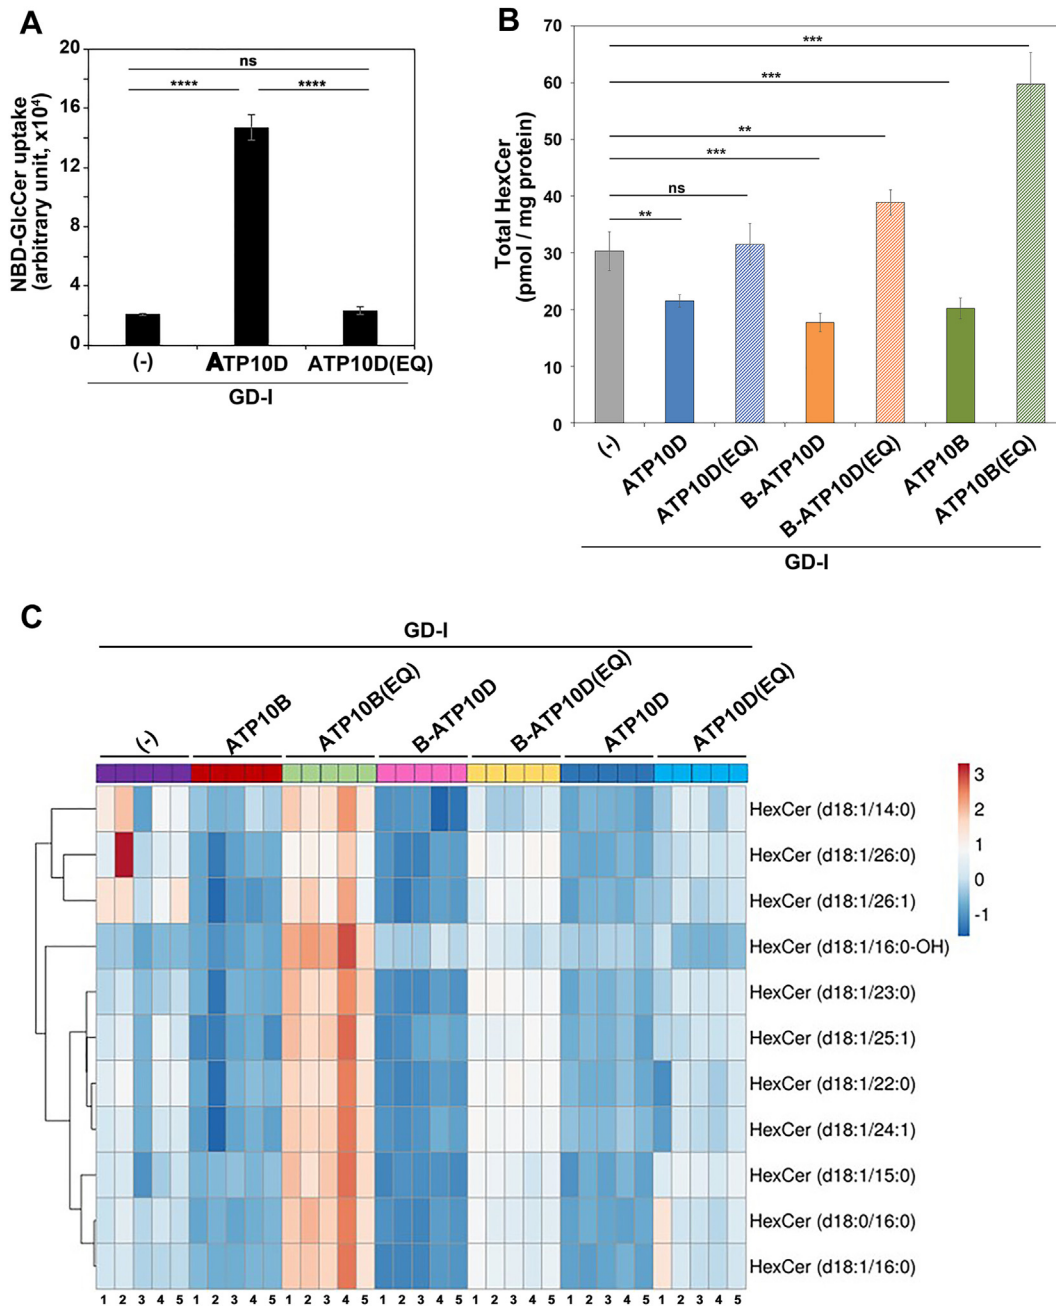 A
NBD-GlcCer uptake
(arbitrary unit, x10⁴)
20
16
12
8
4
0
ns
**** ****
(-) ATP10D ATP10D(EQ)
GD-I
B
Total HexCer
(pmol / mg protein)
70
60
50
40
30
20
10
0
***
***
**
***
ns
**
(-) ATP10D ATP10D(EQ) B-ATP10D B-ATP10D(EQ) ATP10B ATP10B(EQ)
GD-I
C
GD-I
(-) ATP10B ATP10B(EQ) B-ATP10D B-ATP10D(EQ) ATP10D ATP10D(EQ)
HexCer (d18:1/14:0)
HexCer (d18:1/26:0)
HexCer (d18:1/26:1)
HexCer (d18:1/16:0-OH)
HexCer (d18:1/23:0)
HexCer (d18:1/25:1)
HexCer (d18:1/22:0)
HexCer (d18:1/24:1)
HexCer (d18:1/15:0)
HexCer (d18:0/16:0)
HexCer (d18:1/16:0)
3
2
1
0
-1
1 2 3 4 5 1 2 3 4 5 1 2 3 4 5 1 2 3 4 5 1 2 3 4 5 1 2 3 4 5 1 2 3 4 5